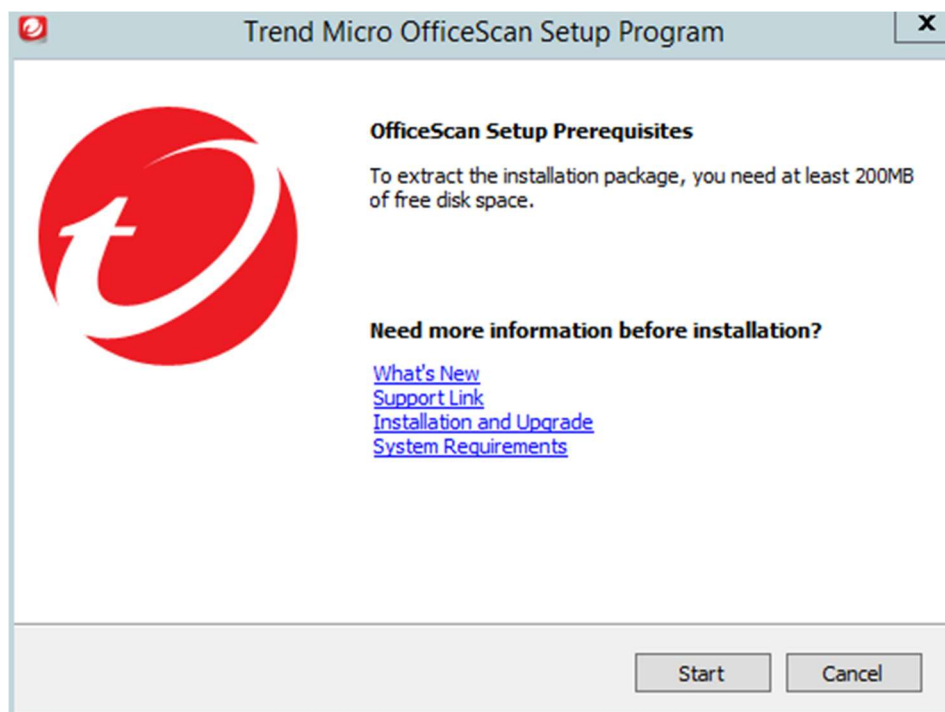 Trend Micro OfficeScan Setup Program
x
OfficeScan Setup Prerequisites
To extract the installation package, you need at least 200MB
of free disk space.
Need more information before installation?
What's New
Support Link
Installation and Upgrade
System Requirements
Start
Cancel